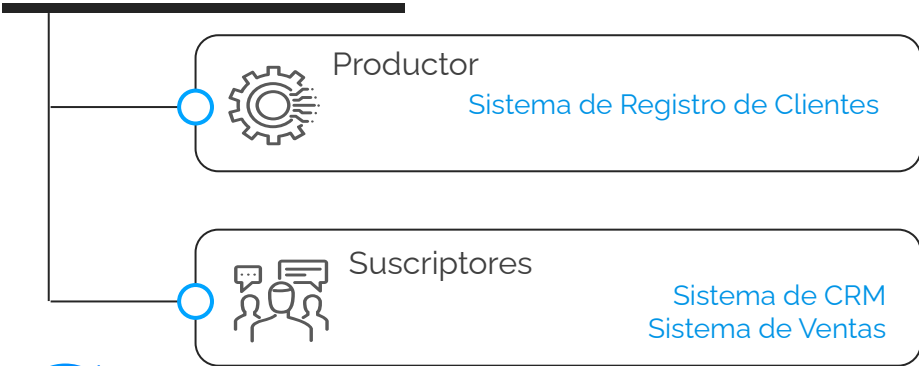 Productor
Sistema de Registro de Clientes
Suscriptores
Sistema de CRM
Sistema de Ventas